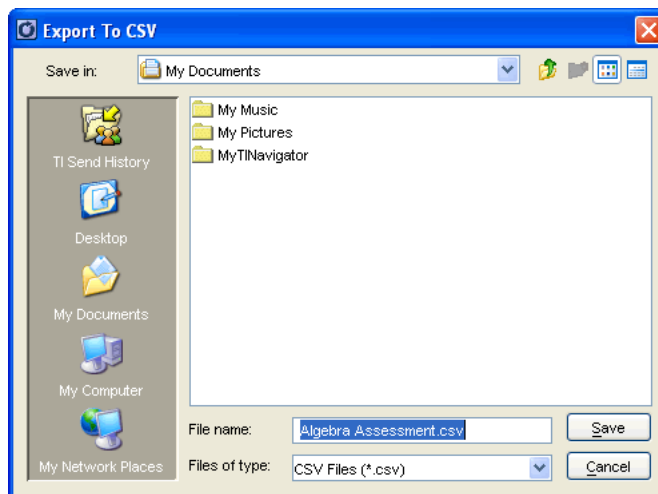 Export To CSV
Save in:
My Documents
TI Send History
Desktop
My Documents
My Computer
My Network Places
My Music
My Pictures
MyTINavigator
File name:
Algebra Assessment.csv
Save
Files of type:
CSV Files (*.csv)
Cancel